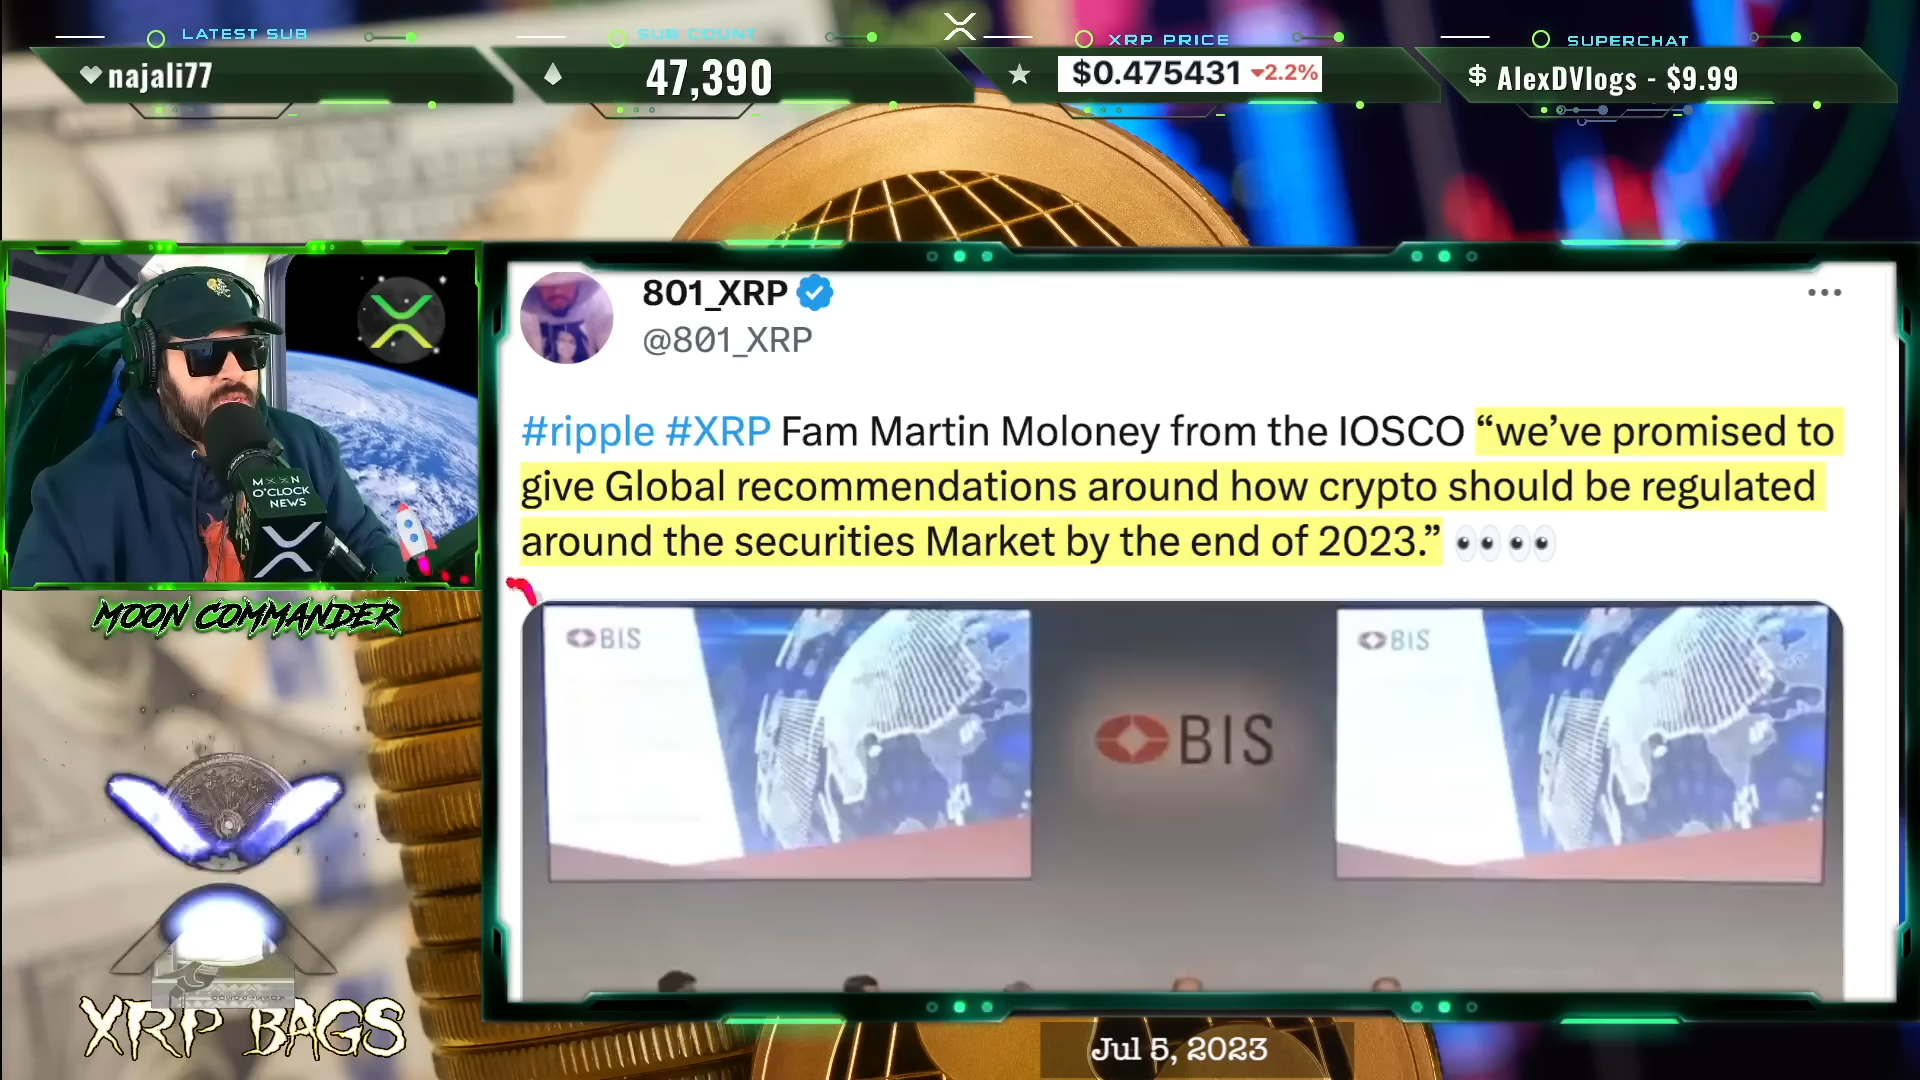 LATEST SUB
najali77
SUB COUNT
47,390
XRP PRICE
$0.475431 2.2%
SUPERCHAT
$ AlexDVlogs - $9.99
801_XRP
@801_XRP
#ripple #XRP Fam Martin Moloney from the IOSCO “we’ve promised to
give Global recommendations around how crypto should be regulated
around the securities Market by the end of 2023.” 👀👀
BIS
BIS
BIS
MXXN
O'CLOCK
NEWS
MOON COMMANDER
XRP BAGS
Jul 5, 2023